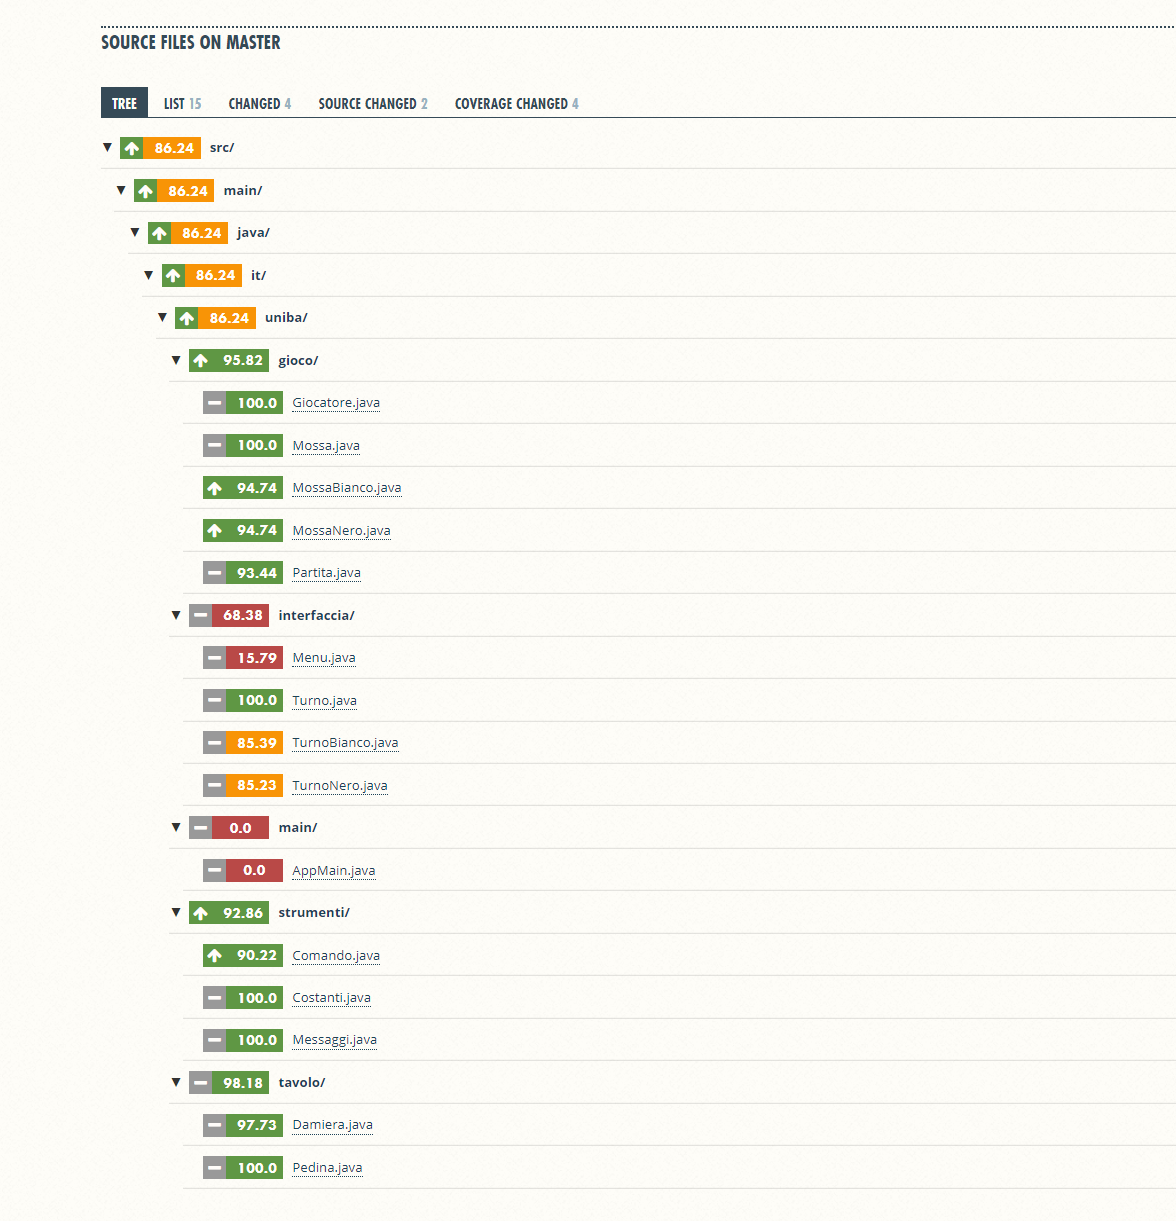 SOURCE FILES ON MASTER
TREE LIST 15 CHANGED 4 SOURCE CHANGED 2 COVERAGE CHANGED 4
86.24 src/
86.24 main/
86.24 java/
86.24 it/
86.24 uniba/
95.82 gioco/
100.0 Giocatore.java
100.0 Mossa.java
94.74 MossaBianco.java
94.74 MossaNero.java
93.44 Partita.java
68.38 interfaccia/
15.79 Menu.java
100.0 Turno.java
85.39 TurnoBianco.java
85.23 TurnoNero.java
0.0 main/
0.0 AppMain.java
92.86 strumenti/
90.22 Comando.java
100.0 Costanti.java
100.0 Messaggi.java
98.18 tavolo/
97.73 Damiera.java
100.0 Pedina.java